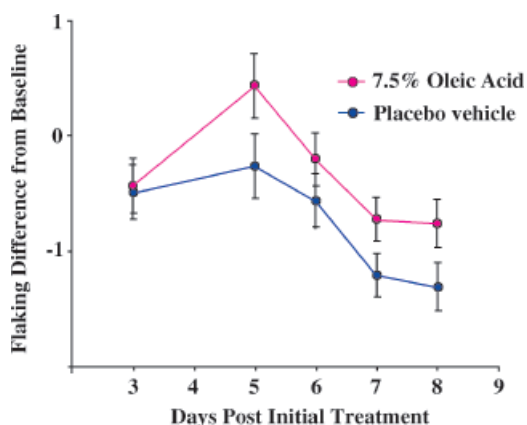 Flaking Difference from Baseline
1
0
-1
7.5% Oleic Acid
Placebo vehicle
3 4 5 6 7 8 9
Days Post Initial Treatment